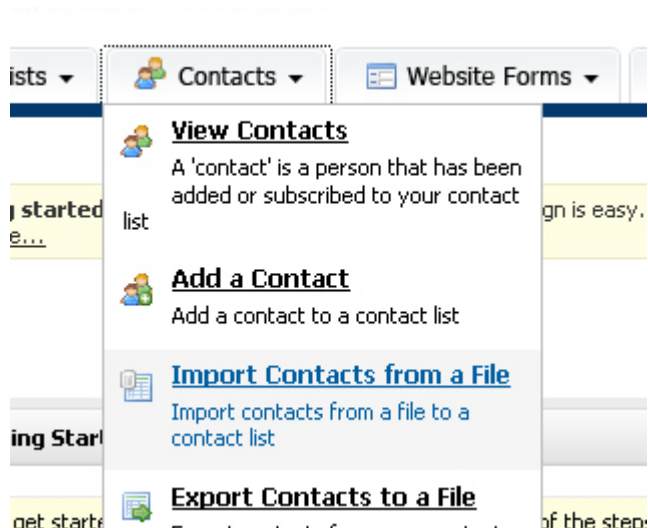 ists Contacts Website Forms
View Contacts
A 'contact' is a person that has been
added or subscribed to your contact
list
started
gn is easy.
e...
Add a Contact
Add a contact to a contact list
Import Contacts from a File
Import contacts from a file to a
contact list
ing Start
Export Contacts to a File
get starte
of the steps